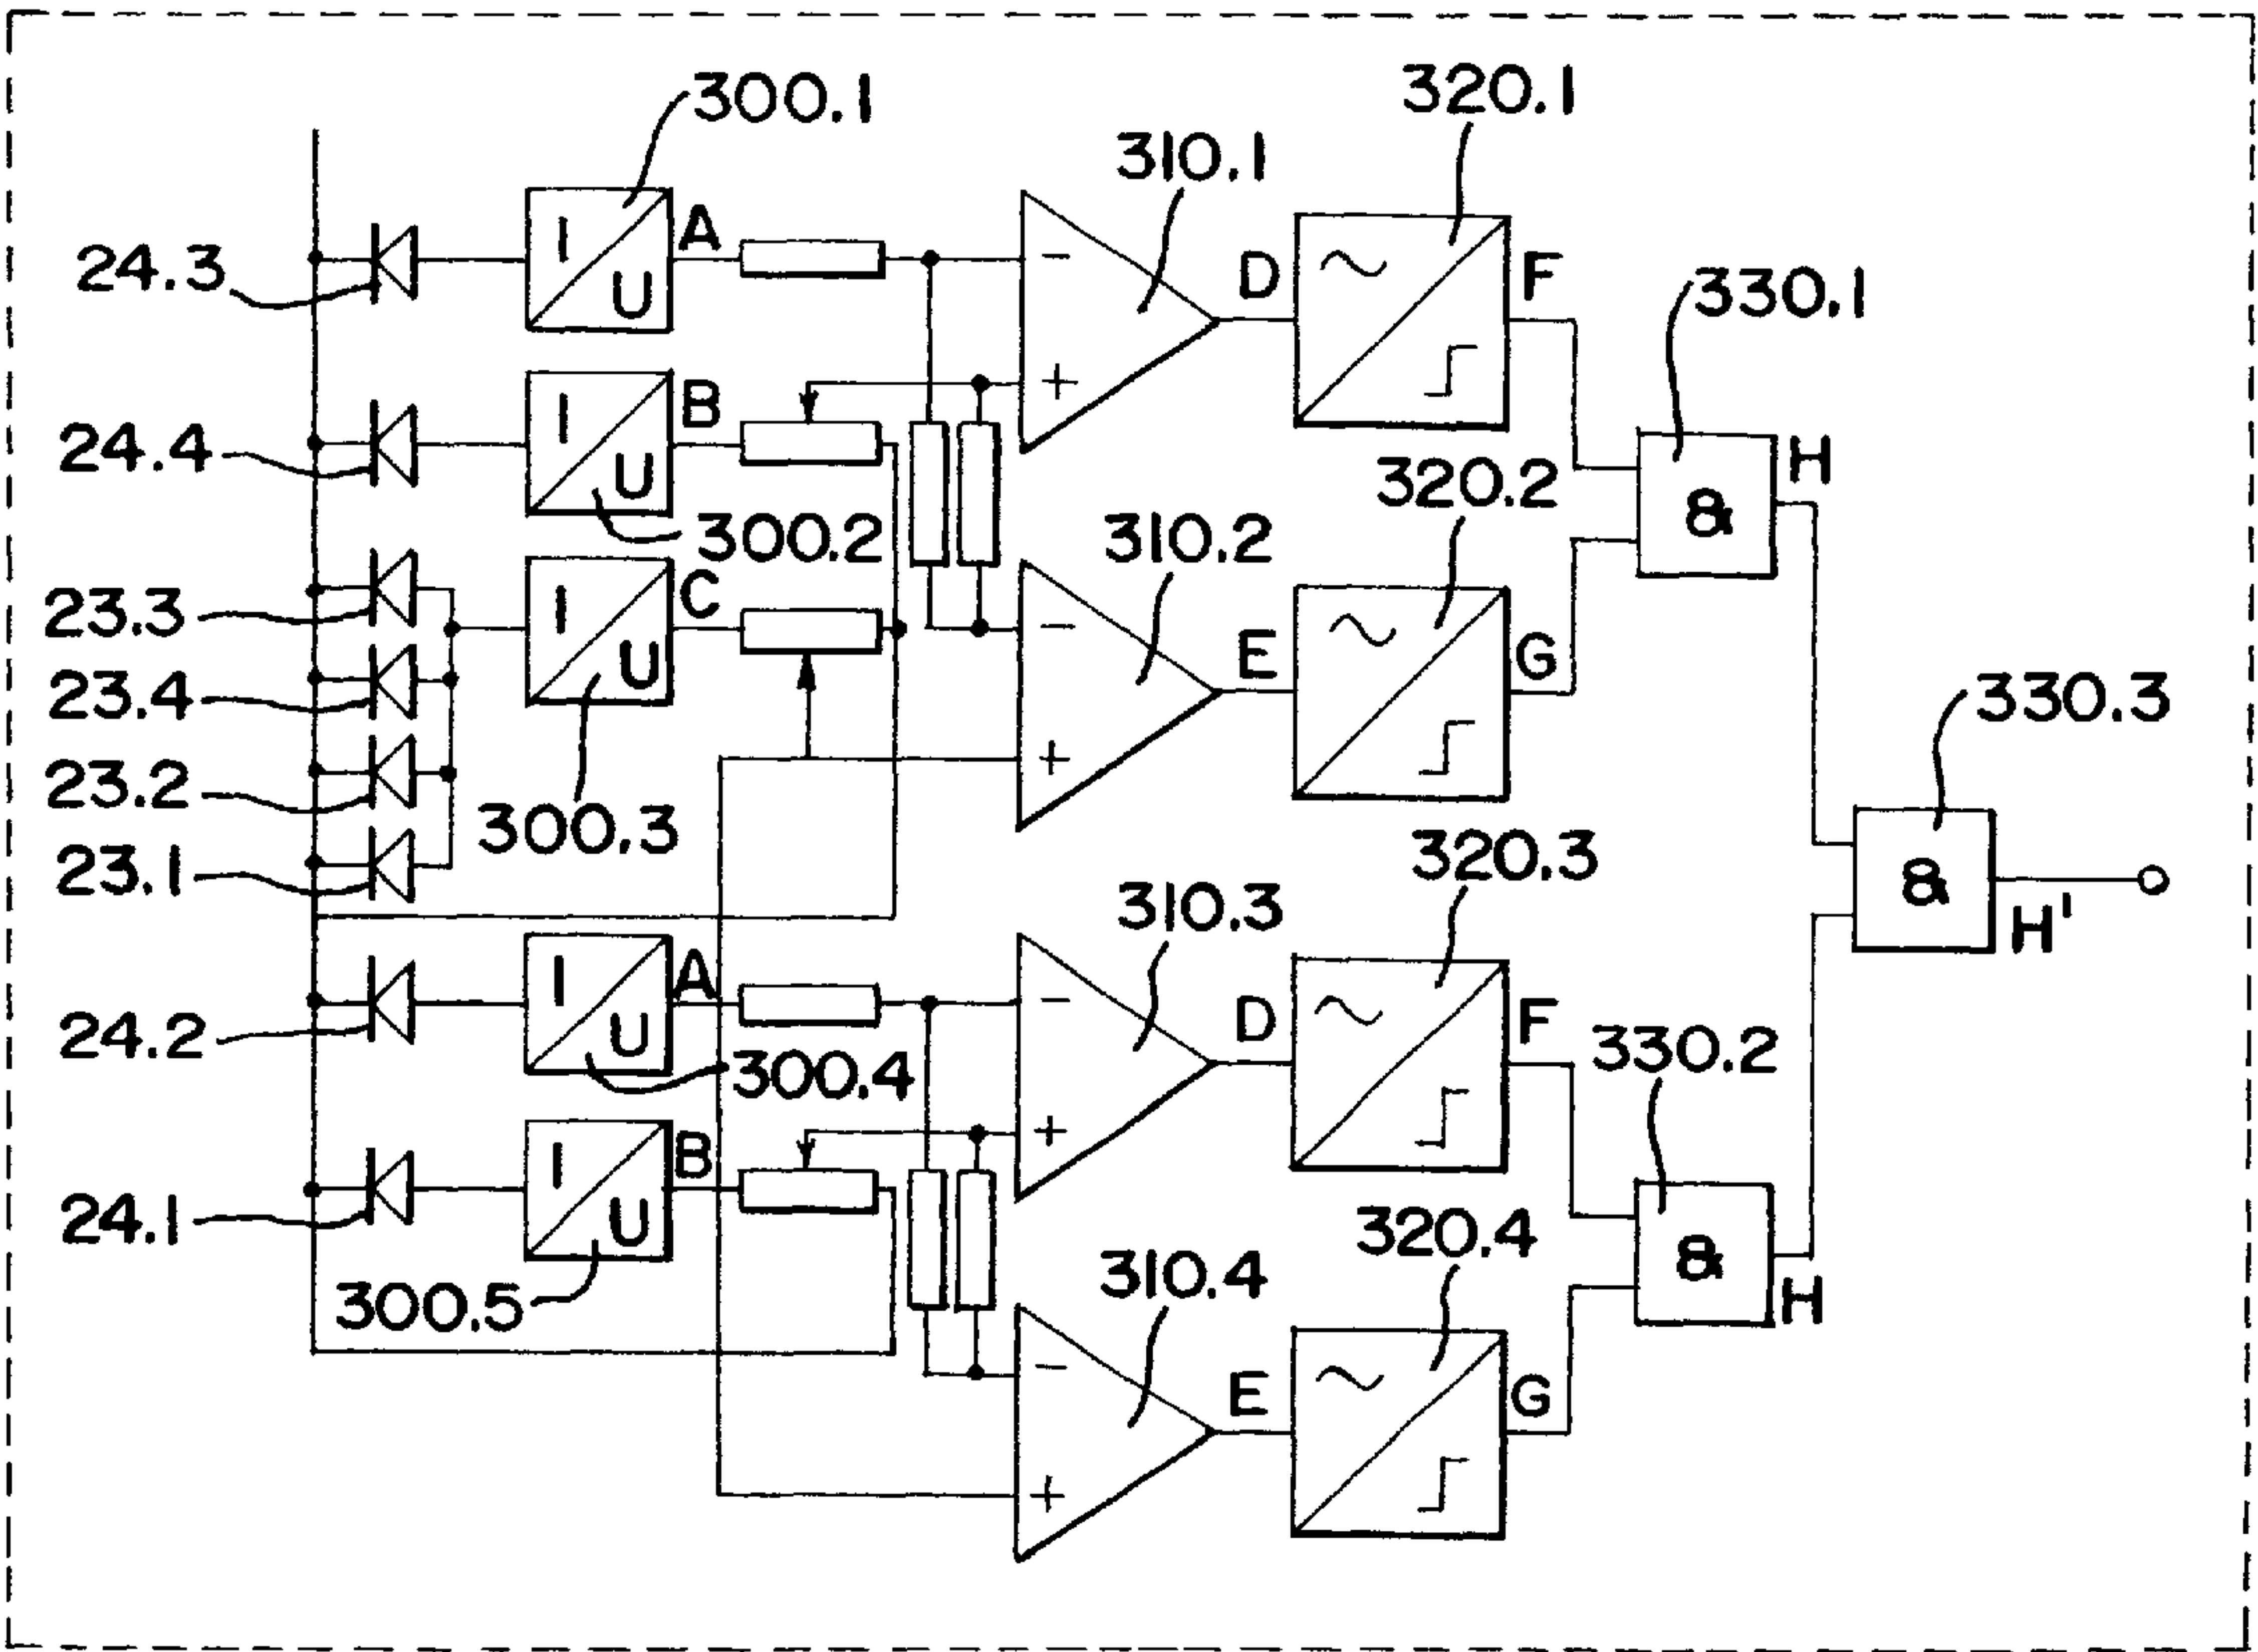 300.1
320.1
310.1
24.3
I
U
A
−
+
D
~
F
330.1
24.4
I
U
B
300.2
320.2
&
H
310.2
23.3
I
U
C
−
+
E
~
G
23.4
330.3
23.2
300.3
23.1
320.3
&
H'
310.3
24.2
I
U
A
300.4
−
+
D
~
F
330.2
24.1
I
U
B
300.5
320.4
&
H
310.4
−
+
E
~
G